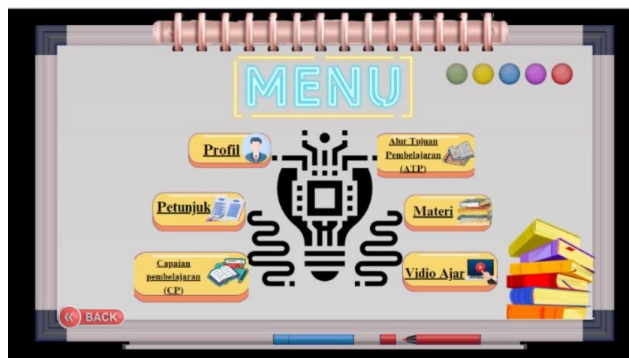 MENU
Profil
Alur Tujuan
Pembelajaran
(ATP)
Petunjuk
Materi
Capaian
pembelajaran
(CP)
Vidio Ajar
BACK